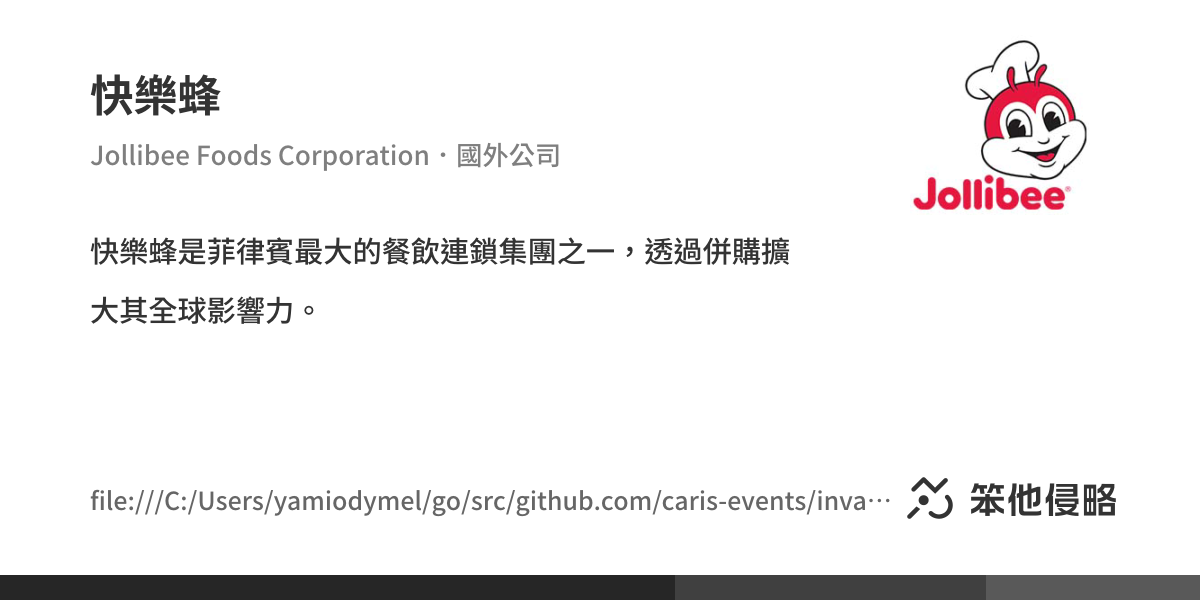 快樂蜂
Jollibee Foods Corporation・國外公司
Jollibee®
快樂蜂是菲律賓最大的餐飲連鎖集團之一，透過併購擴
大其全球影響力。
file:///C:/Users/yamiodymel/go/src/github.com/caris-events/inva…
笨他侵略